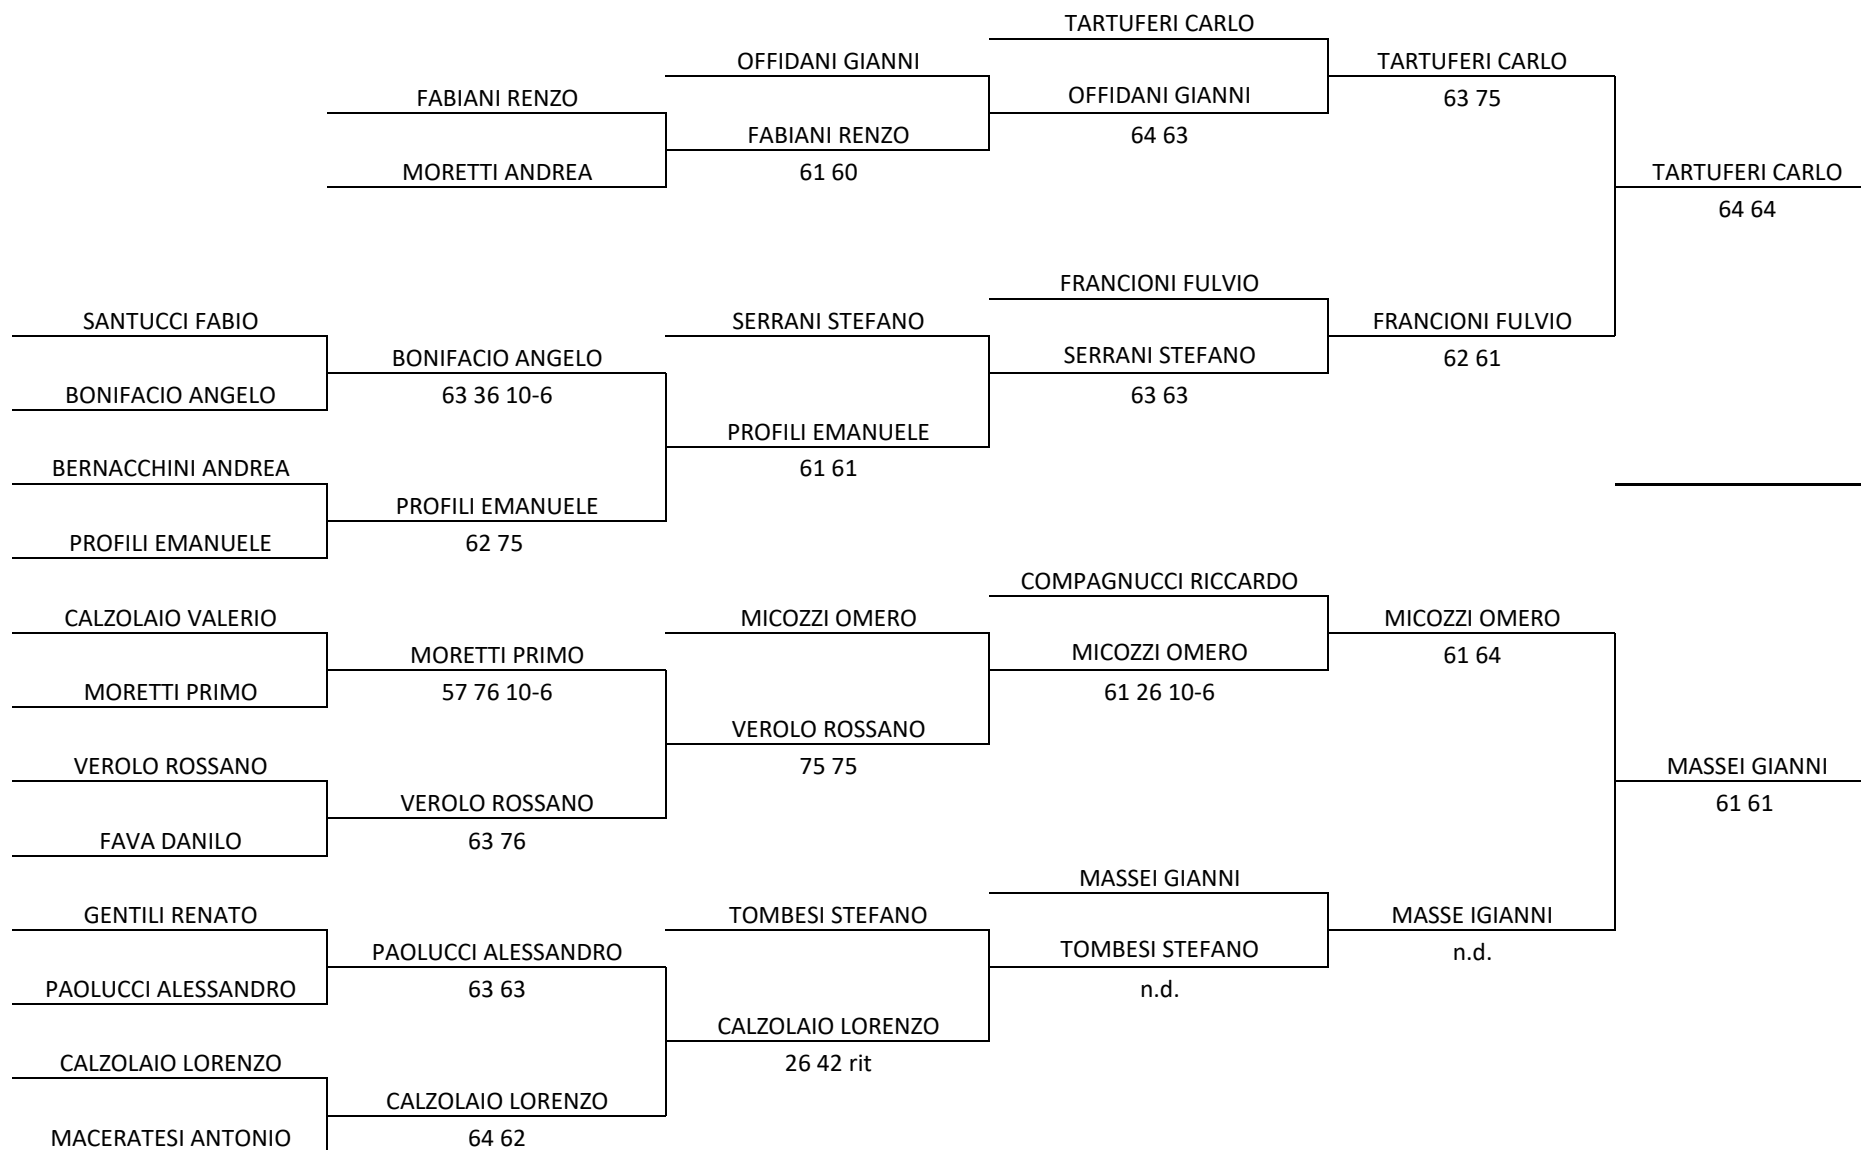 TARTUFERI CARLO
OFFIDANI GIANNI
TARTUFERI CARLO
FABIANI RENZO
OFFIDANI GIANNI
63 75
FABIANI RENZO
64 63
MORETTI ANDREA
61 60
TARTUFERI CARLO
64 64
FRANCIONI FULVIO
SANTUCCI FABIO
SERRANI STEFANO
FRANCIONI FULVIO
BONIFACIO ANGELO
SERRANI STEFANO
62 61
BONIFACIO ANGELO
63 36 10-6
63 63
PROFILI EMANUELE
BERNACCHINI ANDREA
61 61
PROFILI EMANUELE
PROFILI EMANUELE
62 75
COMPAGNUCCI RICCARDO
CALZOLAIO VALERIO
MICOZZI OMERO
MICOZZI OMERO
MORETTI PRIMO
MICOZZI OMERO
61 64
MORETTI PRIMO
57 76 10-6
61 26 10-6
VEROLO ROSSANO
VEROLO ROSSANO
75 75
MASSEI GIANNI
VEROLO ROSSANO
61 61
FAVA DANILO
63 76
MASSEI GIANNI
GENTILI RENATO
TOMBESI STEFANO
MASSE IGIANNI
PAOLUCCI ALESSANDRO
TOMBESI STEFANO
n.d.
PAOLUCCI ALESSANDRO
63 63
n.d.
CALZOLAIO LORENZO
CALZOLAIO LORENZO
26 42 rit
CALZOLAIO LORENZO
MACERATESI ANTONIO
64 62